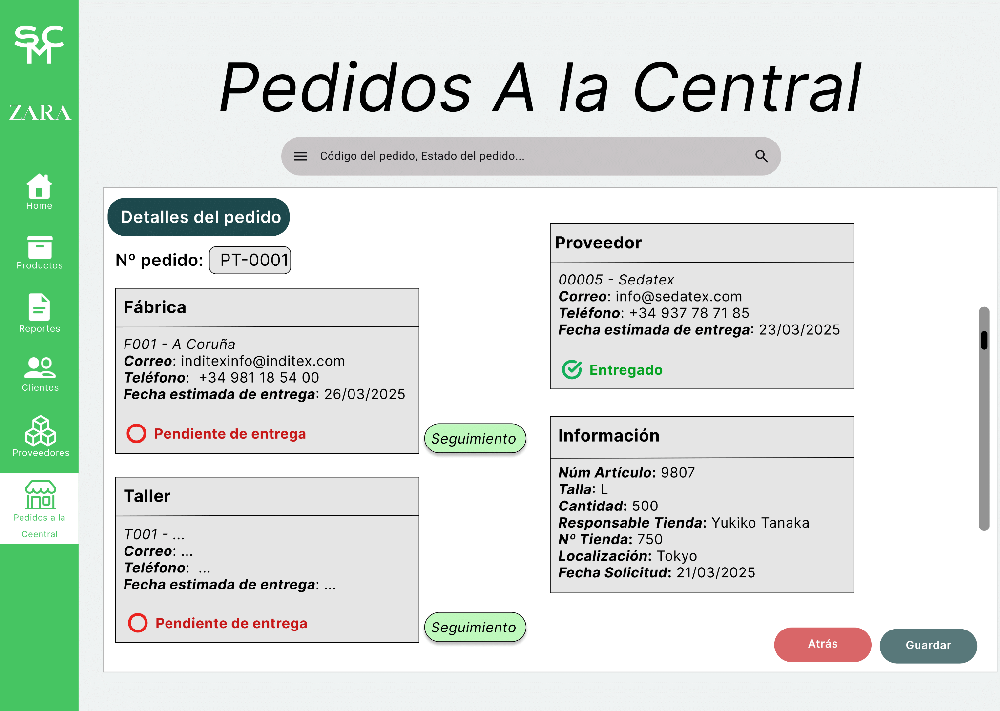 SCM
ZARA
Home
Productos
Reportes
Clientes
Proveedores
Pedidos a la
Ceentral
Pedidos A la Central
Código del pedido, Estado del pedido...
Detalles del pedido
Nº pedido: PT-0001
Fábrica
F001 - A Coruña
Correo: inditexinfo@inditex.com
Teléfono: +34 981 18 54 00
Fecha estimada de entrega: 26/03/2025
Pendiente de entrega
Seguimiento
Taller
T001 - ...
Correo: ...
Teléfono: ...
Fecha estimada de entrega: ...
Pendiente de entrega
Seguimiento
Proveedor
00005 - Sedatex
Correo: info@sedatex.com
Teléfono: +34 937 78 71 85
Fecha estimada de entrega: 23/03/2025
Entregado
Información
Núm Artículo: 9807
Talla: L
Cantidad: 500
Responsable Tienda: Yukiko Tanaka
Nº Tienda: 750
Localización: Tokyo
Fecha Solicitud: 21/03/2025
Atrás
Guardar